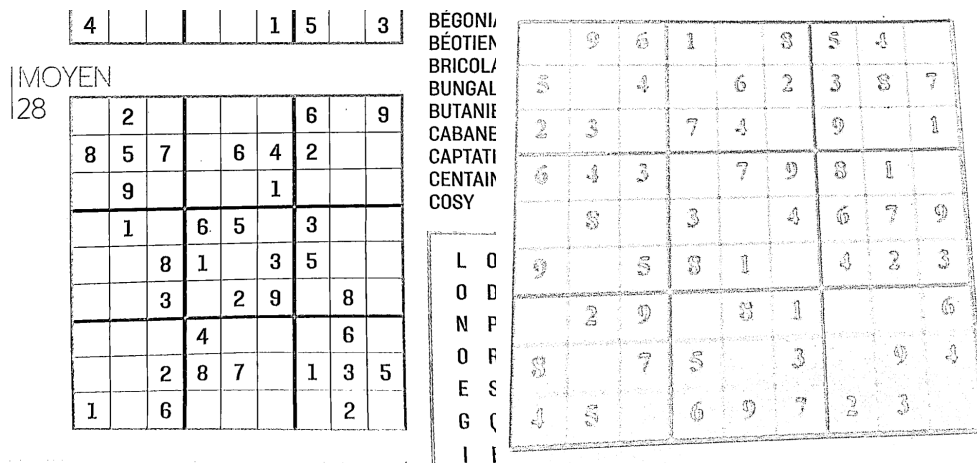 4 1 5 3
MOYEN
28
2 6 9
8 5 7 6 4 2
9 1
1 6 5 3
8 1 3 5
3 2 9 8
4 6
2 8 7 1 3 5
1 6 2
BÉGONI
BÉOTIEN
BRICOLA
BUNGAL
BUTANIE
CABANE
CAPTATI
CENTAIN
COSY
L O
O D
N P
O R
E S
G
I
9 6 1 8 5 4
5 4 6 2 3 8 7
2 3 7 4 9 1
6 4 3 7 9 8 1
8 3 4 6 7 9
9 5 8 1 4 2 3
2 9 8 1 6
8 7 5 3 9 4
4 5 6 9 7 2 3